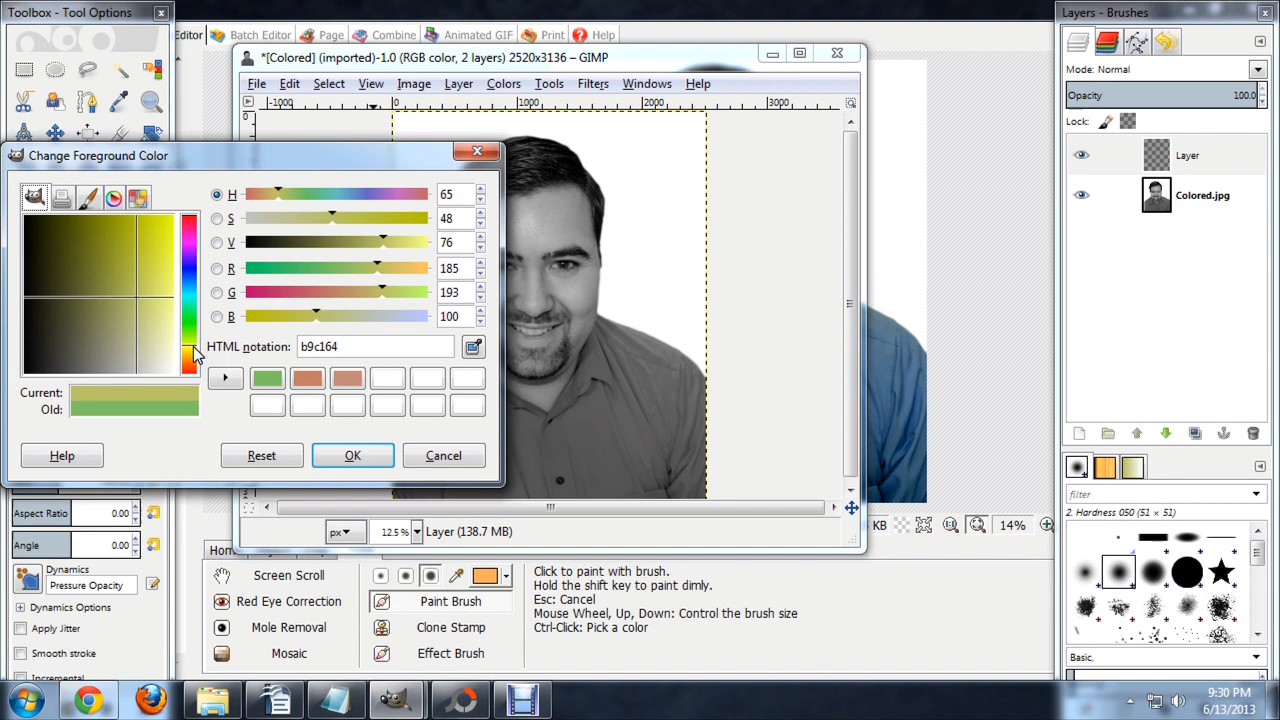 Toolbox - Tool Options
Layers - Brushes
Editor
Batch Editor
Page
Combine
Animated GIF
Print
Help
*[Colored] (imported)-1.0 (RGB color, 2 layers) 2520x3136 – GIMP
File Edit Select View Image Layer Colors Tools Filters Windows Help
-1000 0 1000 2000 3000
0
Mode: Normal
Opacity 100.0
Lock:
Layer
Colored.jpg
Change Foreground Color
H 65
S 48
V 76
R 185
G 193
B 100
HTML notation: b9c164
Current:
Old:
Help Reset OK Cancel
Aspect Ratio 0.00
Angle 0.00
Dynamics
Pressure Opacity
Dynamics Options
Apply Jitter
Smooth stroke
Incremental
px 12.5 % Layer (138.7 MB)
KB 14%
filter
2. Hardness 050 (51 × 51)
Basic,
Screen Scroll
Red Eye Correction
Mole Removal
Mosaic
Paint Brush
Clone Stamp
Effect Brush
Click to paint with brush.
Hold the shift key to paint dimly.
Esc: Cancel
Mouse Wheel, Up, Down: Control the brush size
Ctrl-Click: Pick a color
9:30 PM
6/13/2013